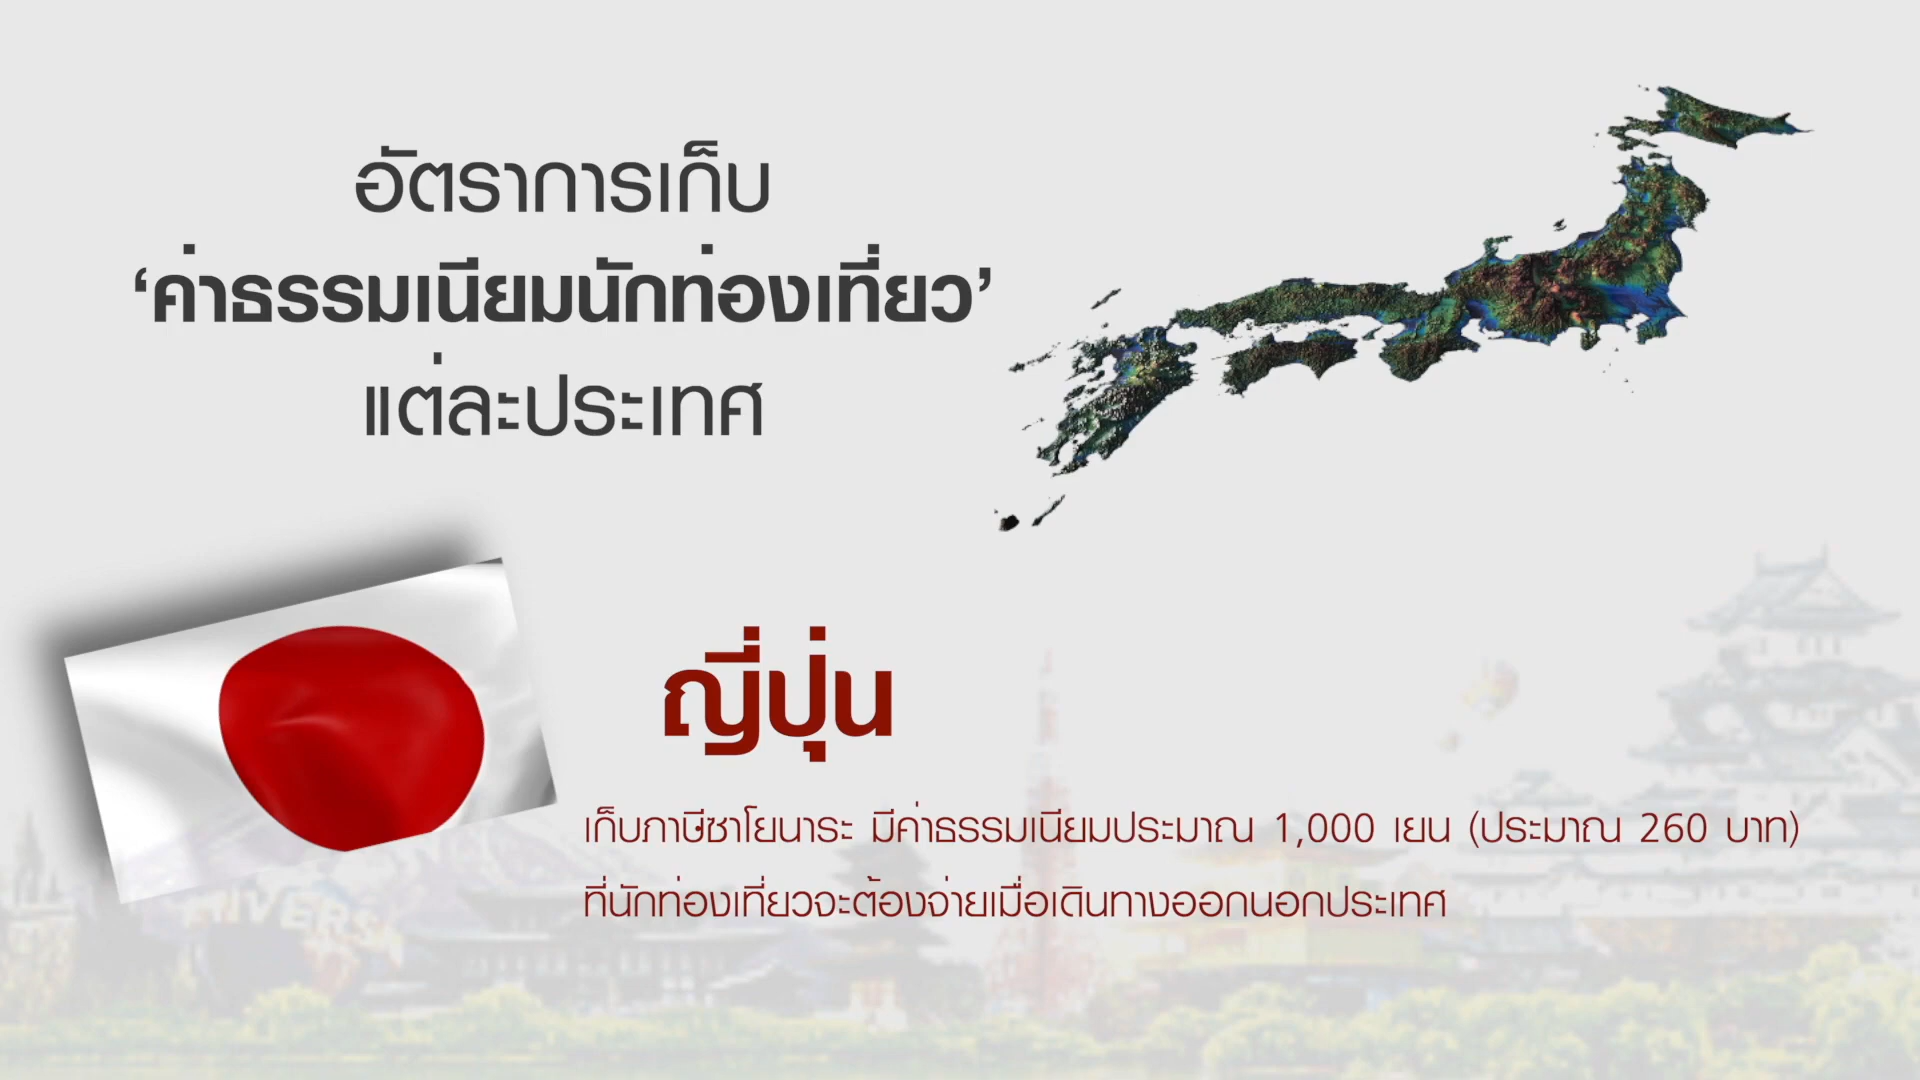 อัตราการเก็บ
‘ค่าธรรมเนียมนักท่องเที่ยว’
แต่ละประเทศ
ญี่ปุ่น
เก็บภาษีซาโยนาระ มีค่าธรรมเนียมประมาณ 1,000 เยน (ประมาณ 260 บาท)
ที่นักท่องเที่ยวจะต้องจ่ายเมื่อเดินทางออกนอกประเทศ